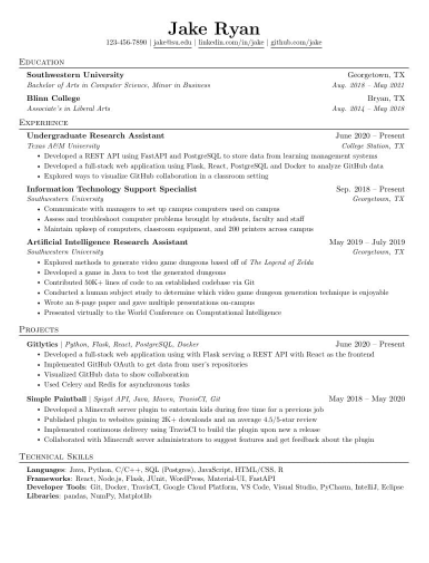 Jake Ryan
123-456-7890 | jake@su.edu | linkedin.com/in/jake | github.com/jake
Education
Southwestern University Georgetown, TX
Bachelor of Arts in Computer Science, Minor in Business Aug. 2018 – May 2021
Blinn College Bryan, TX
Associate's in Liberal Arts Aug. 2014 – May 2018
Experience
Undergraduate Research Assistant June 2020 – Present
Texas A&M University College Station, TX
• Developed a REST API using FastAPI and PostgreSQL to store data from learning management systems
• Developed a full-stack web application using Flask, React, PostgreSQL and Docker to analyze GitHub data
• Explored ways to visualize GitHub collaboration in a classroom setting
Information Technology Support Specialist Sep. 2018 – Present
Southwestern University Georgetown, TX
• Communicate with managers to set up campus computers used on campus
• Assess and troubleshoot computer problems brought by students, faculty and staff
• Maintain upkeep of computers, classroom equipment, and 200 printers across campus
Artificial Intelligence Research Assistant May 2019 – July 2019
Southwestern University Georgetown, TX
• Explored methods to generate video game dungeons based off of The Legend of Zelda
• Developed a game in Java to test the generated dungeons
• Contributed 50K+ lines of code to an established codebase via Git
• Conducted a human subject study to determine which video game dungeon generation technique is enjoyable
• Wrote an 8-page paper and gave multiple presentations on-campus
• Presented virtually to the World Conference on Computational Intelligence
Projects
Gitlytics | Python, Flask, React, PostgreSQL, Docker June 2020 – Present
• Developed a full-stack web application using with Flask serving a REST API with React as the frontend
• Implemented GitHub OAuth to get data from user's repositories
• Visualized GitHub data to show collaboration
• Used Celery and Redis for asynchronous tasks
Simple Paintball | Spigot API, Java, Maven, TravisCI, Git May 2018 – May 2020
• Developed a Minecraft server plugin to entertain kids during free time for a previous job
• Published plugin to websites gaining 2K+ downloads and an average 4.5/5-star review
• Implemented continuous delivery using TravisCI to build the plugin upon new a release
• Collaborated with Minecraft server administrators to suggest features and get feedback about the plugin
Technical Skills
Languages: Java, Python, C/C++, SQL (Postgres), JavaScript, HTML/CSS, R
Frameworks: React, Node.js, Flask, JUnit, WordPress, Material-UI, FastAPI
Developer Tools: Git, Docker, TravisCI, Google Cloud Platform, VS Code, Visual Studio, PyCharm, IntelliJ, Eclipse
Libraries: pandas, NumPy, Matplotlib